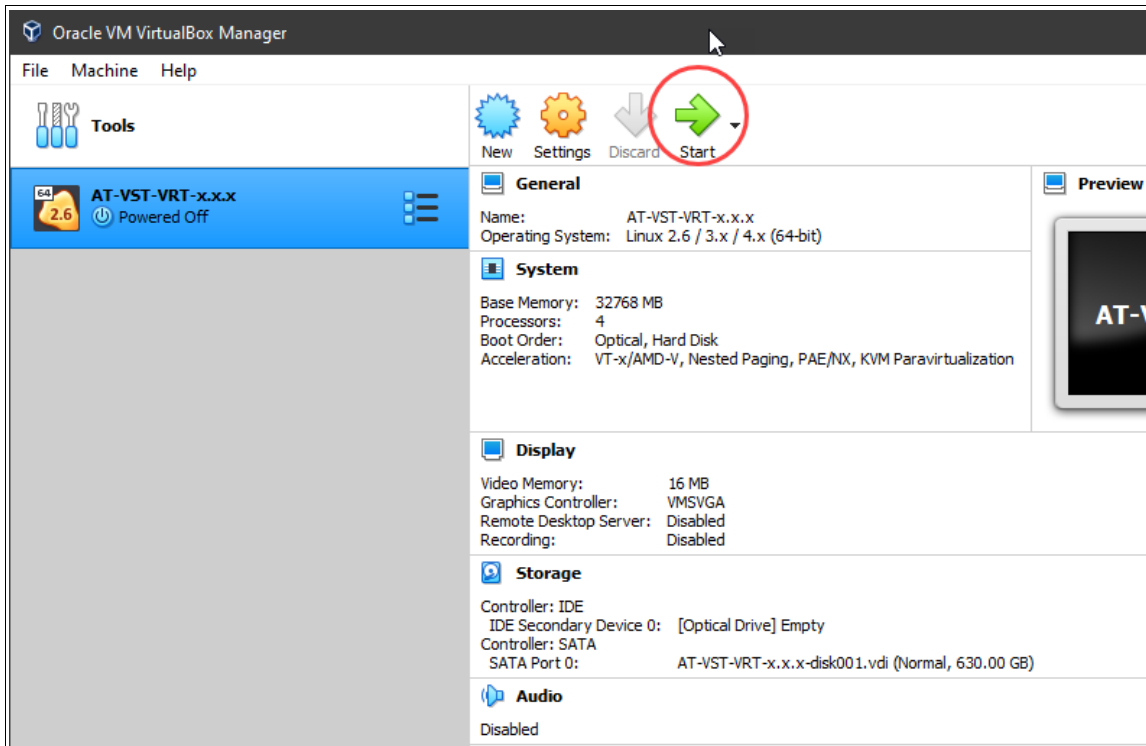 Oracle VM VirtualBox Manager
File Machine Help
Tools
New Settings Discard Start
64
2.6
AT-VST-VRT-x.x.x
Powered Off
General
Name: AT-VST-VRT-x.x.x
Operating System: Linux 2.6 / 3.x / 4.x (64-bit)
Preview
AT-V
System
Base Memory: 32768 MB
Processors: 4
Boot Order: Optical, Hard Disk
Acceleration: VT-x/AMD-V, Nested Paging, PAE/NX, KVM Paravirtualization
Display
Video Memory: 16 MB
Graphics Controller: VMSVGA
Remote Desktop Server: Disabled
Recording: Disabled
Storage
Controller: IDE
IDE Secondary Device 0: [Optical Drive] Empty
Controller: SATA
SATA Port 0: AT-VST-VRT-x.x.x-disk001.vdi (Normal, 630.00 GB)
Audio
Disabled